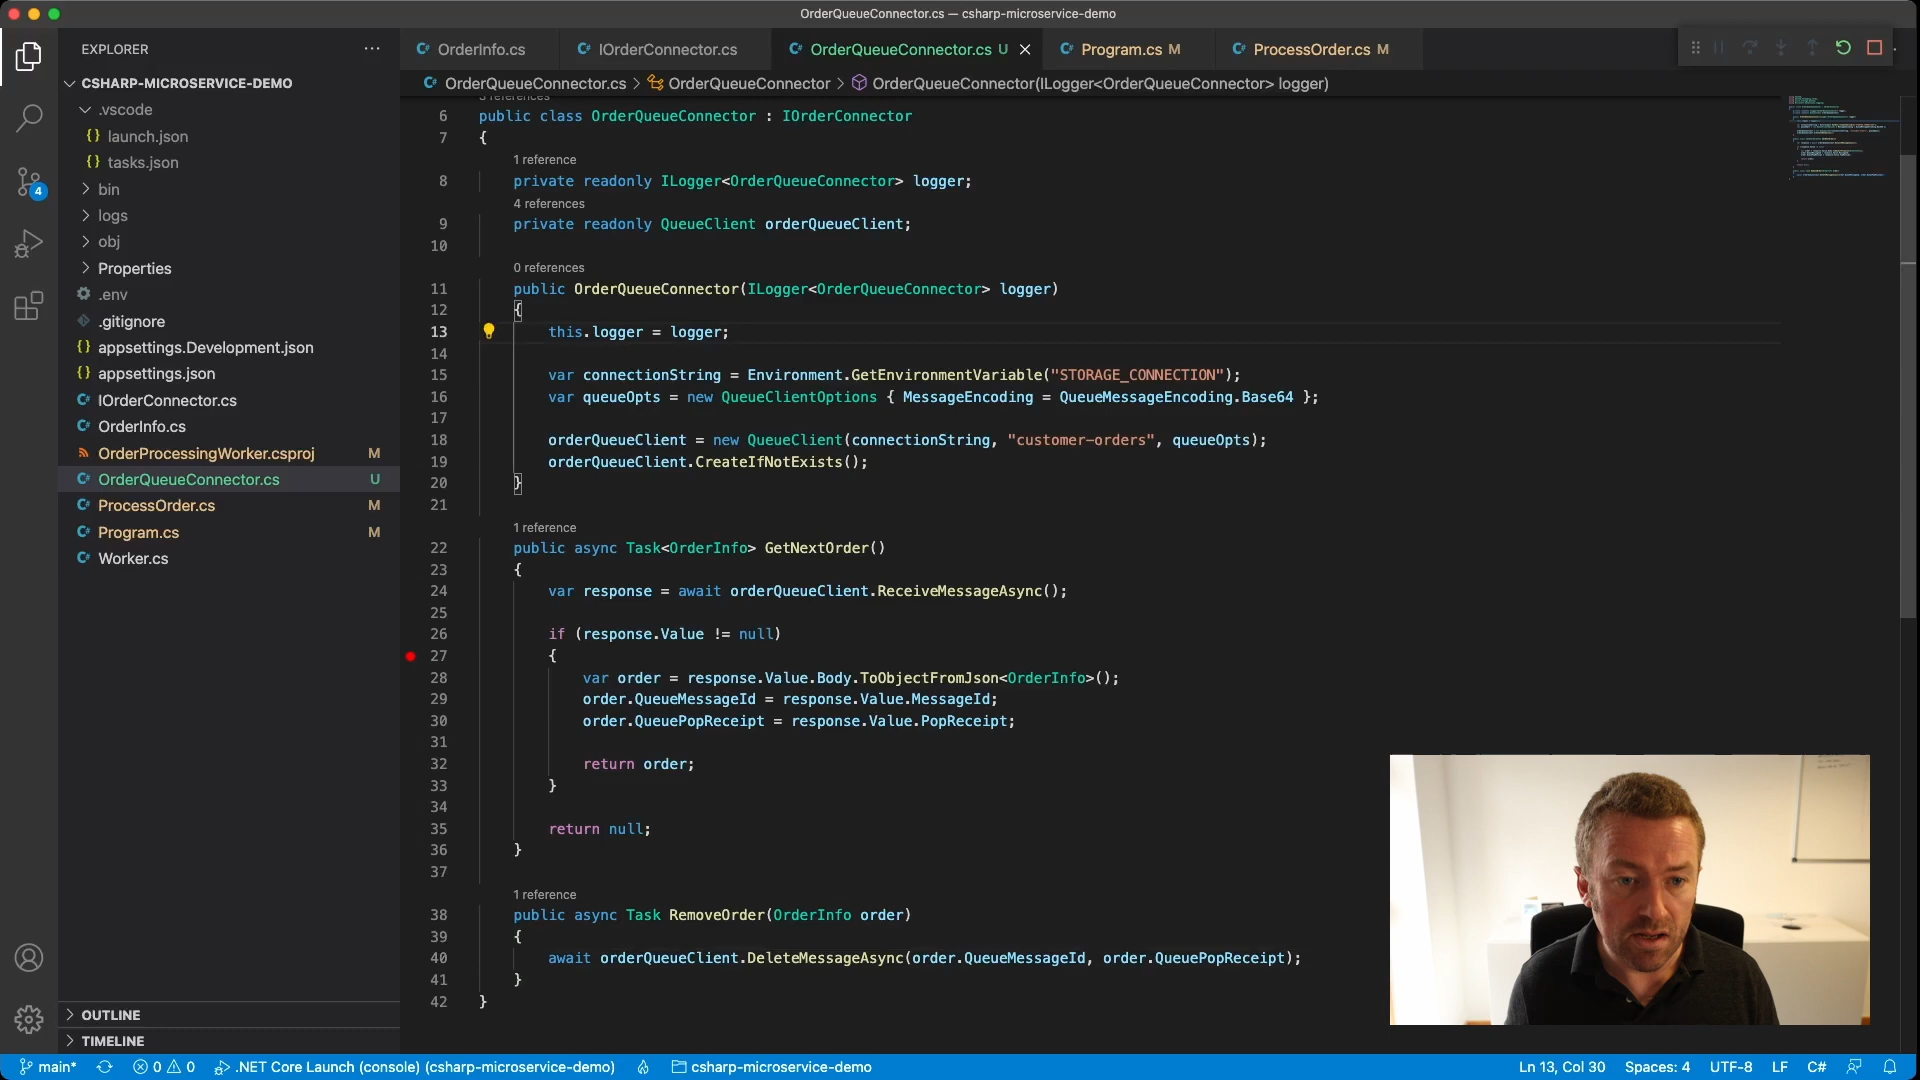 OrderQueueConnector.cs — csharp-microservice-demo
EXPLORER
CSHARP-MICROSERVICE-DEMO
.vscode
{} launch.json
{} tasks.json
bin
logs
obj
Properties
.env
.gitignore
{} appsettings.Development.json
{} appsettings.json
C# IOrderConnector.cs
C# OrderInfo.cs
OrderProcessingWorker.csproj M
C# OrderQueueConnector.cs U
C# ProcessOrder.cs M
C# Program.cs M
C# Worker.cs
OUTLINE
TIMELINE
4
C# OrderInfo.cs
C# IOrderConnector.cs
C# OrderQueueConnector.cs U
C# Program.cs M
C# ProcessOrder.cs M
C# OrderQueueConnector.cs > OrderQueueConnector > OrderQueueConnector(ILogger<OrderQueueConnector> logger)
3 references
6 public class OrderQueueConnector : IOrderConnector
7 {
1 reference
8 private readonly ILogger<OrderQueueConnector> logger;
4 references
9 private readonly QueueClient orderQueueClient;
10
0 references
11 public OrderQueueConnector(ILogger<OrderQueueConnector> logger)
12 {
13 this.logger = logger;
14
15 var connectionString = Environment.GetEnvironmentVariable("STORAGE_CONNECTION");
16 var queueOpts = new QueueClientOptions { MessageEncoding = QueueMessageEncoding.Base64 };
17
18 orderQueueClient = new QueueClient(connectionString, "customer-orders", queueOpts);
19 orderQueueClient.CreateIfNotExists();
20 }
21
1 reference
22 public async Task<OrderInfo> GetNextOrder()
23 {
24 var response = await orderQueueClient.ReceiveMessageAsync();
25
26 if (response.Value != null)
27 {
28 var order = response.Value.Body.ToObjectFromJson<OrderInfo>();
29 order.QueueMessageId = response.Value.MessageId;
30 order.QueuePopReceipt = response.Value.PopReceipt;
31
32 return order;
33 }
34
35 return null;
36 }
37
1 reference
38 public async Task RemoveOrder(OrderInfo order)
39 {
40 await orderQueueClient.DeleteMessageAsync(order.QueueMessageId, order.QueuePopReceipt);
41 }
42 }
main* 0 0 .NET Core Launch (console) (csharp-microservice-demo) csharp-microservice-demo Ln 13, Col 30 Spaces: 4 UTF-8 LF C#